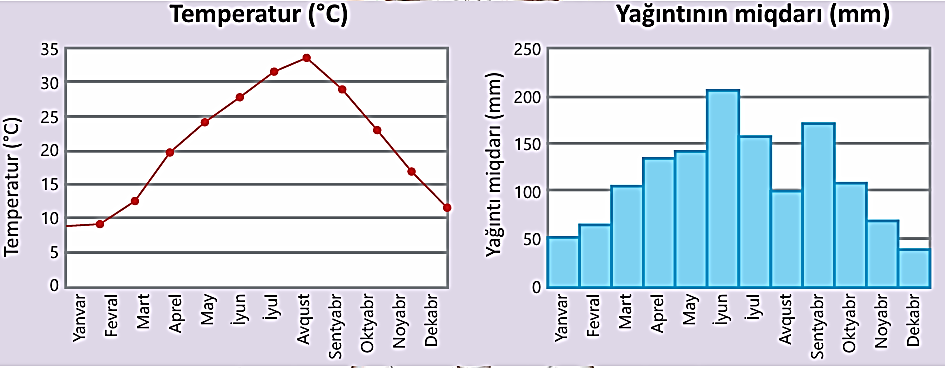 Temperatur (°C)
Temperatur (°C)
35
30
25
20
15
10
5
0
Yanvar
Fevral
Mart
Aprel
May
İyun
İyul
Avqust
Sentyabr
Oktyabr
Noyabr
Dekabr
Yağıntının miqdarı (mm)
Yağıntı miqdarı (mm)
250
200
150
100
50
0
Yanvar
Fevral
Mart
Aprel
May
İyun
İyul
Avqust
Sentyabr
Oktyabr
Noyabr
Dekabr